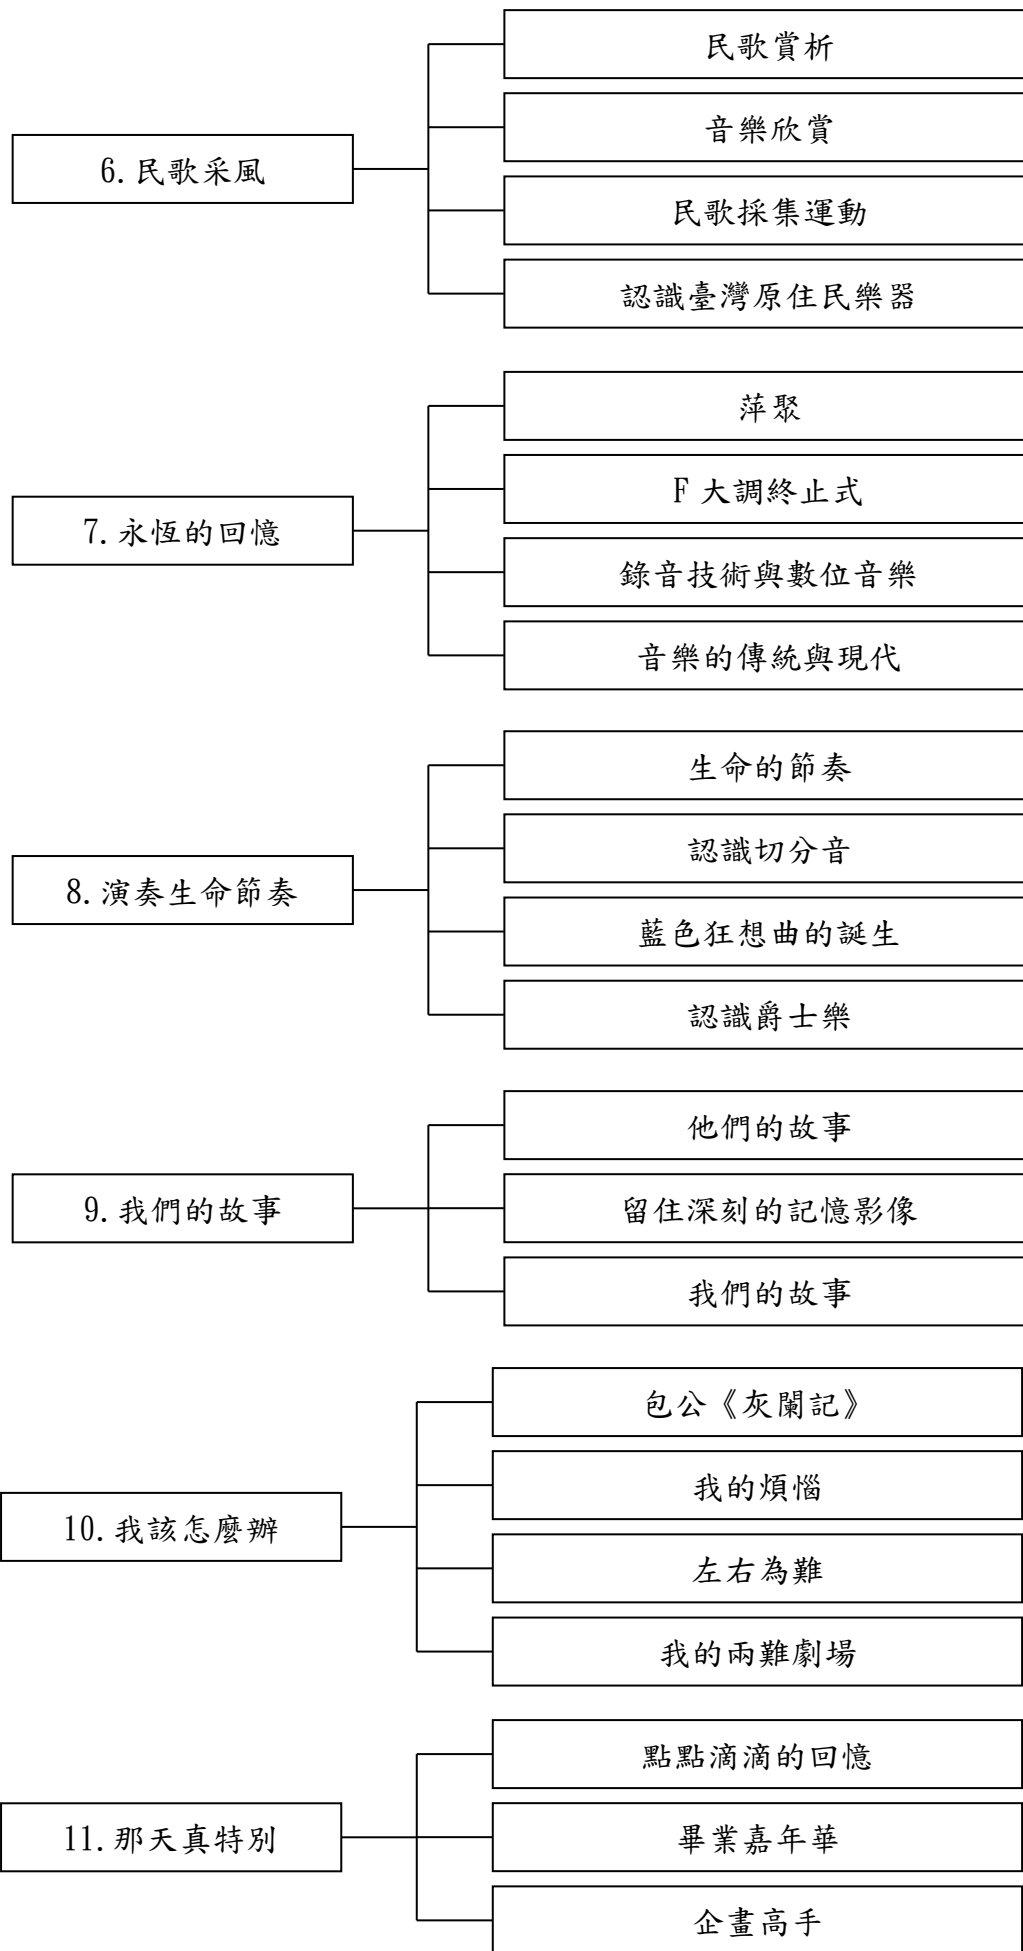 6.民歌采風
民歌賞析
音樂欣賞
民歌採集運動
認識臺灣原住民樂器
7.永恆的回憶
萍聚
F 大調終止式
錄音技術與數位音樂
音樂的傳統與現代
8.演奏生命節奏
生命的節奏
認識切分音
藍色狂想曲的誕生
認識爵士樂
9.我們的故事
他們的故事
留住深刻的記憶影像
我們的故事
10.我該怎麼辦
包公《灰闌記》
我的煩惱
左右為難
我的兩難劇場
11.那天真特別
點點滴滴的回憶
畢業嘉年華
企畫高手